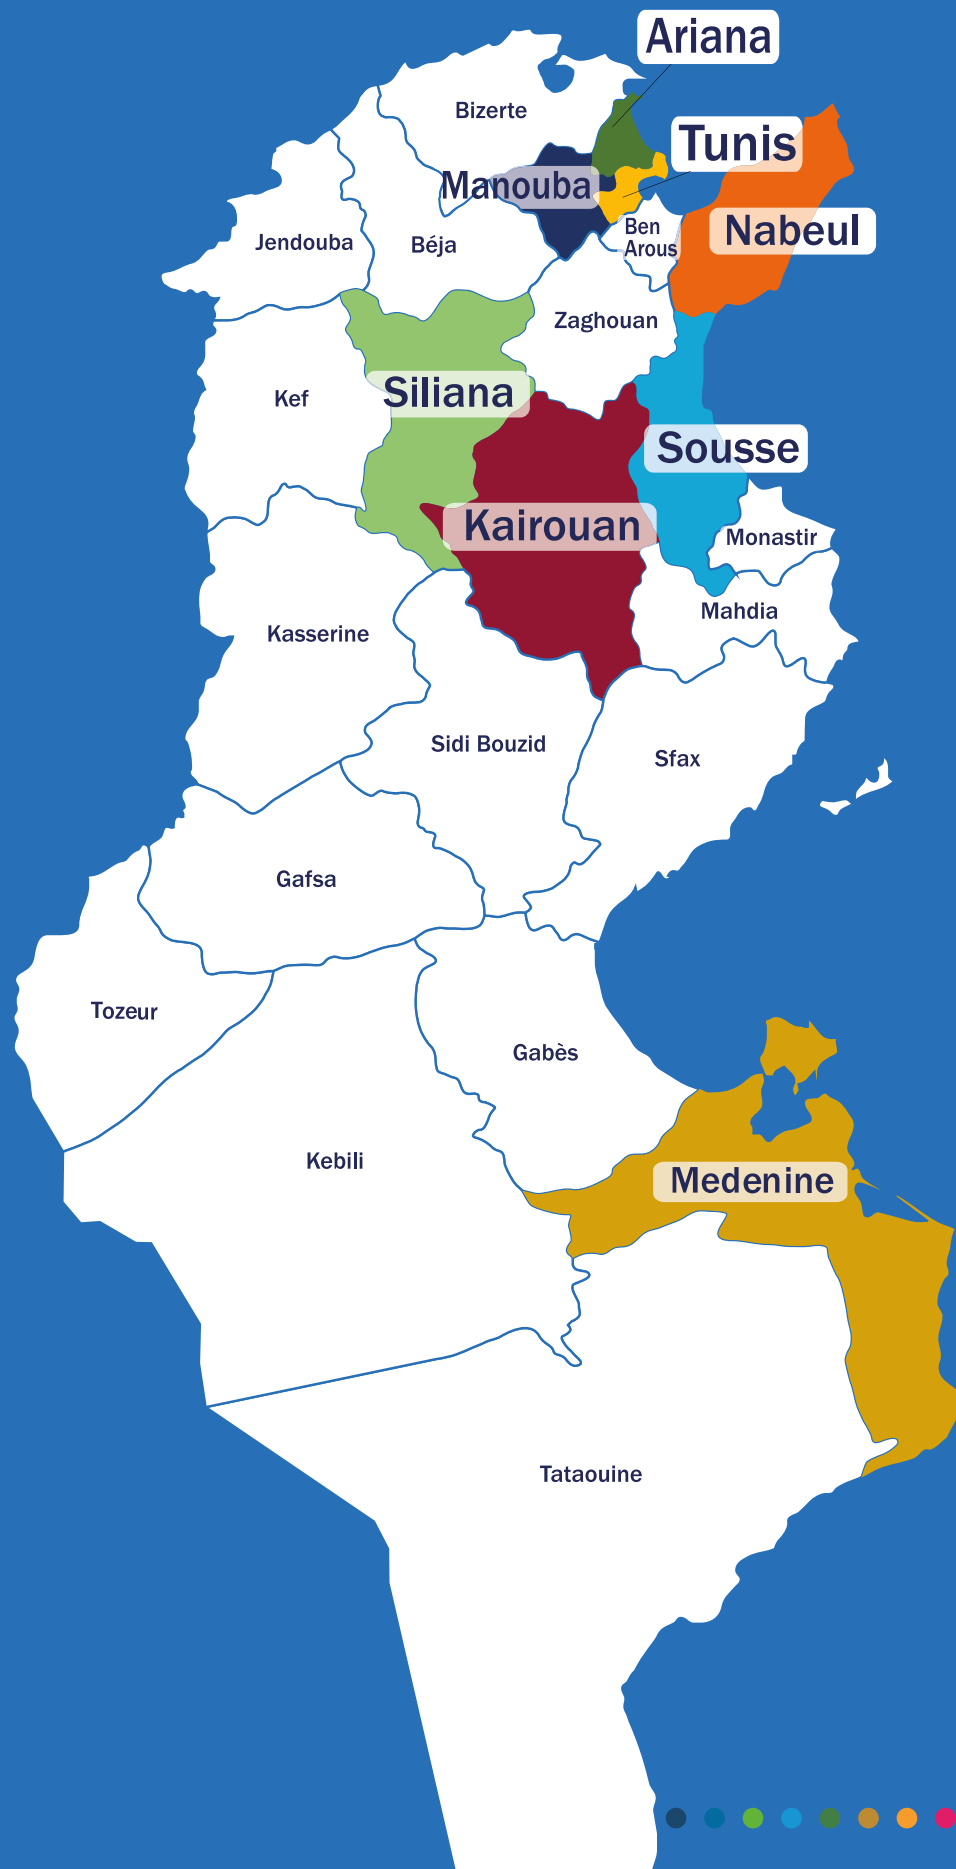 Ariana
Bizerte
Tunis
Manouba
Nabeul
Ben
Arous
Jendouba
Béja
Zaghouan
Siliana
Kef
Sousse
Kairouan
Monastir
Mahdia
Kasserine
Sidi Bouzid
Sfax
Gafsa
Tozeur
Gabès
Kebili
Medenine
Tataouine